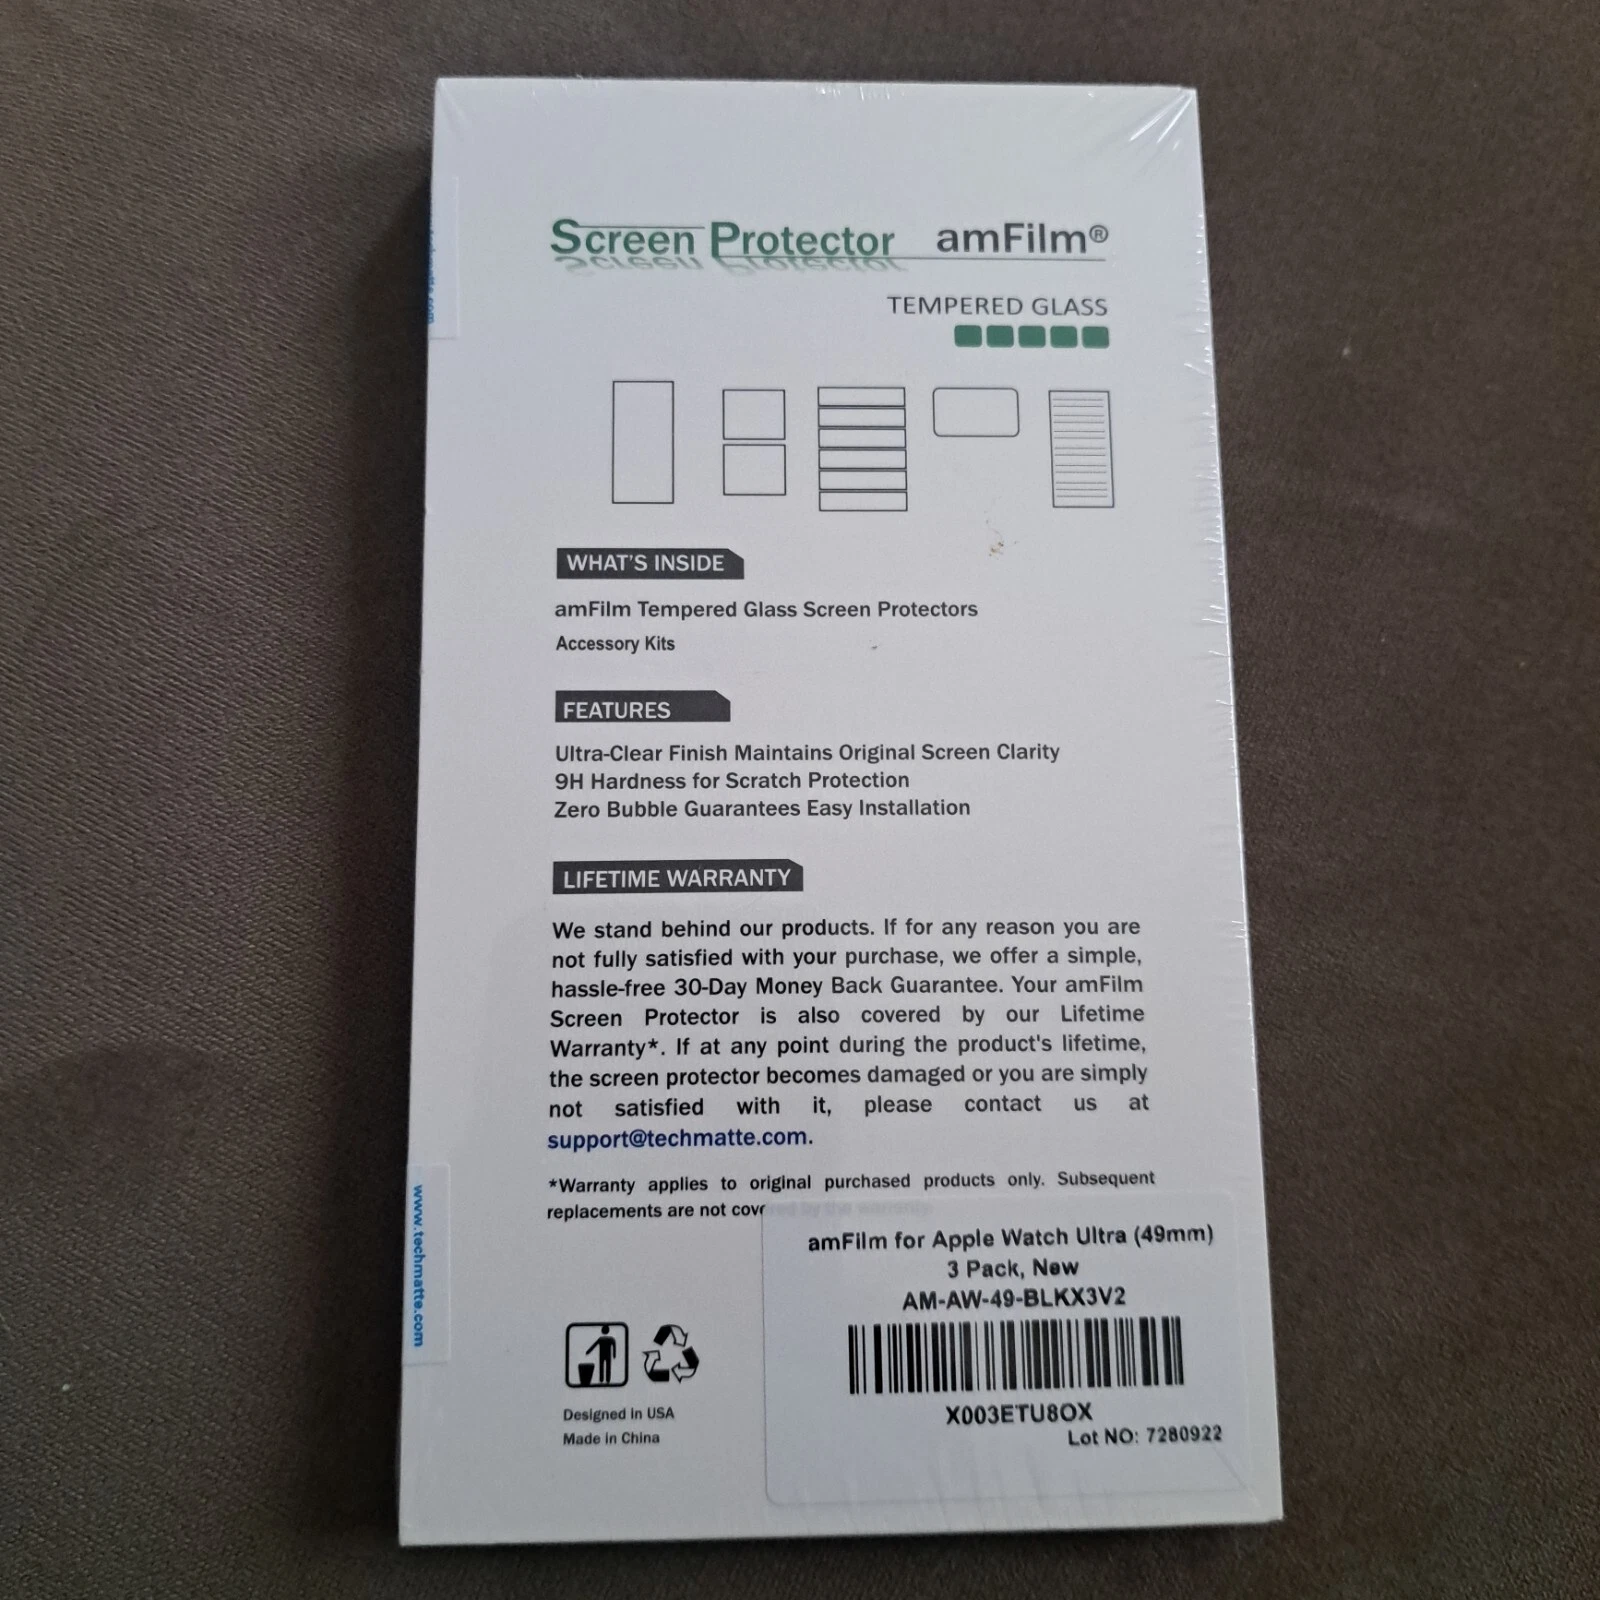 Screen Protector amFilm®
TEMPERED GLASS
WHAT'S INSIDE
amFilm Tempered Glass Screen Protectors
Accessory Kits
FEATURES
Ultra-Clear Finish Maintains Original Screen Clarity
9H Hardness for Scratch Protection
Zero Bubble Guarantees Easy Installation
LIFETIME WARRANTY
We stand behind our products. If for any reason you are
not fully satisfied with your purchase, we offer a simple,
hassle-free 30-Day Money Back Guarantee. Your amFilm
Screen Protector is also covered by our Lifetime
Warranty*. If at any point during the product's lifetime,
the screen protector becomes damaged or you are simply
not satisfied with it, please contact us at
support@techmatte.com.
*Warranty applies to original purchased products only. Subsequent
replacements are not covered by the warranty.
amFilm for Apple Watch Ultra (49mm)
3 Pack, New
AM-AW-49-BLKX3V2
X003ETU8OX
Lot NO: 7280922
Designed in USA
Made in China
www.techmatte.com